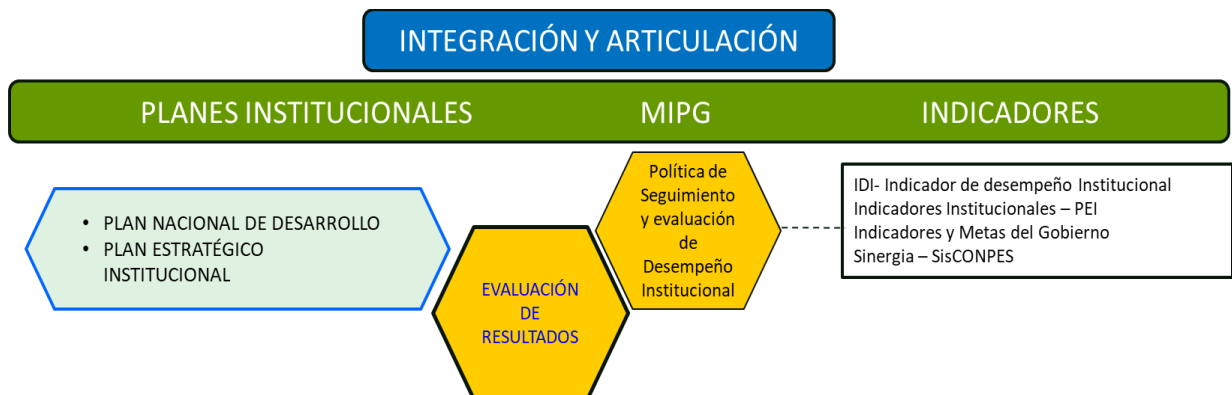 INTEGRACIÓN Y ARTICULACIÓN
PLANES INSTITUCIONALES
MIPG
INDICADORES
• PLAN NACIONAL DE DESARROLLO
• PLAN ESTRATÉGICO
INSTITUCIONAL
EVALUACIÓN
DE
RESULTADOS
Política de
Seguimiento
y evaluación
de
Desempeño
Institucional
IDI- Indicador de desempeño Institucional
Indicadores Institucionales – PEI
Indicadores y Metas del Gobierno
Sinergia – SisCONPES